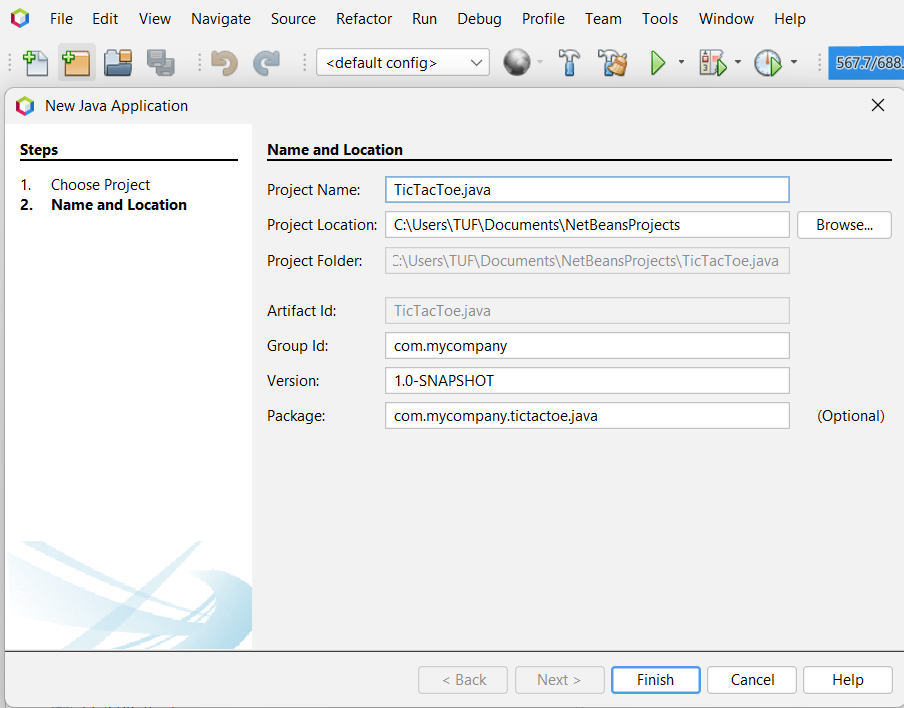 File Edit View Navigate Source Refactor Run Debug Profile Team Tools Window Help
<default config> 567.7/688.
New Java Application
Steps
1. Choose Project
2. Name and Location
Name and Location
Project Name: TicTacToe.java
Project Location: C:\Users\TUF\Documents\NetBeansProjects Browse...
Project Folder: C:\Users\TUF\Documents\NetBeansProjects\TicTacToe.java
Artifact Id: TicTacToe.java
Group Id: com.mycompany
Version: 1.0-SNAPSHOT
Package: com.mycompany.tictactoe.java (Optional)
< Back Next > Finish Cancel Help